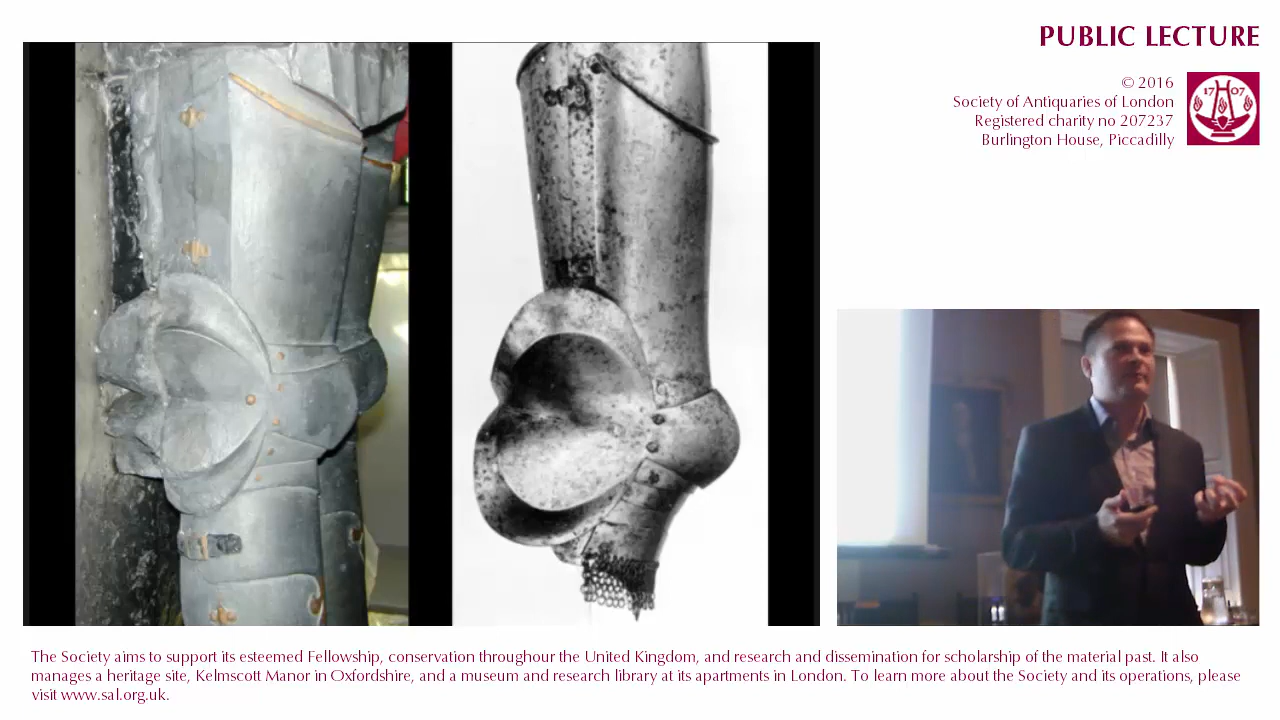 PUBLIC LECTURE
© 2016
Society of Antiquaries of London
Registered charity no 207237
Burlington House, Piccadilly
17 07
The Society aims to support its esteemed Fellowship, conservation throughour the United Kingdom, and research and dissemination for scholarship of the material past. It also
manages a heritage site, Kelmscott Manor in Oxfordshire, and a museum and research library at its apartments in London. To learn more about the Society and its operations, please
visit www.sal.org.uk.